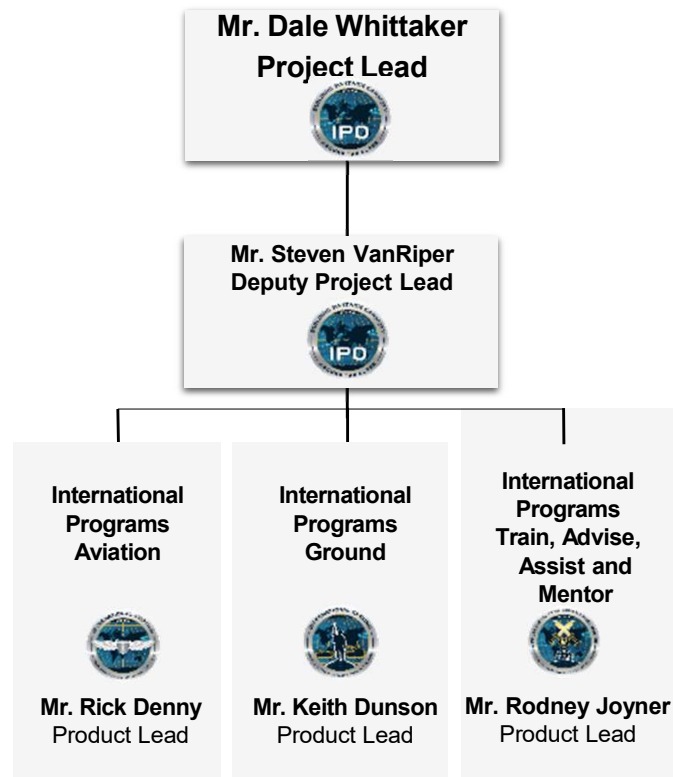 Mr. Dale Whittaker
Project Lead
IPO
Mr. Steven VanRiper
Deputy Project Lead
IPO
International
Programs
Aviation
Mr. Rick Denny
Product Lead
International
Programs
Ground
Mr. Keith Dunson
Product Lead
International
Programs
Train, Advise,
Assist and
Mentor
Mr. Rodney Joyner
Product Lead